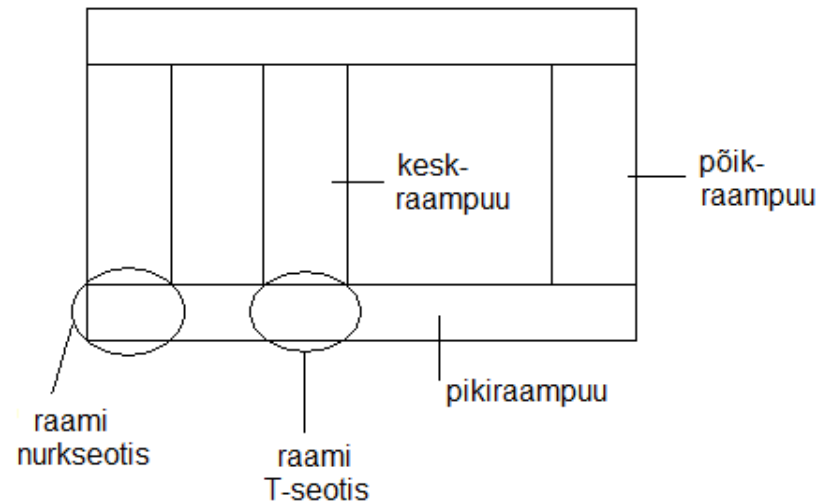 kesk-
raampuu
põik-
raampuu
pikiraampuu
raami
nurkseotis
raami
T-seotis